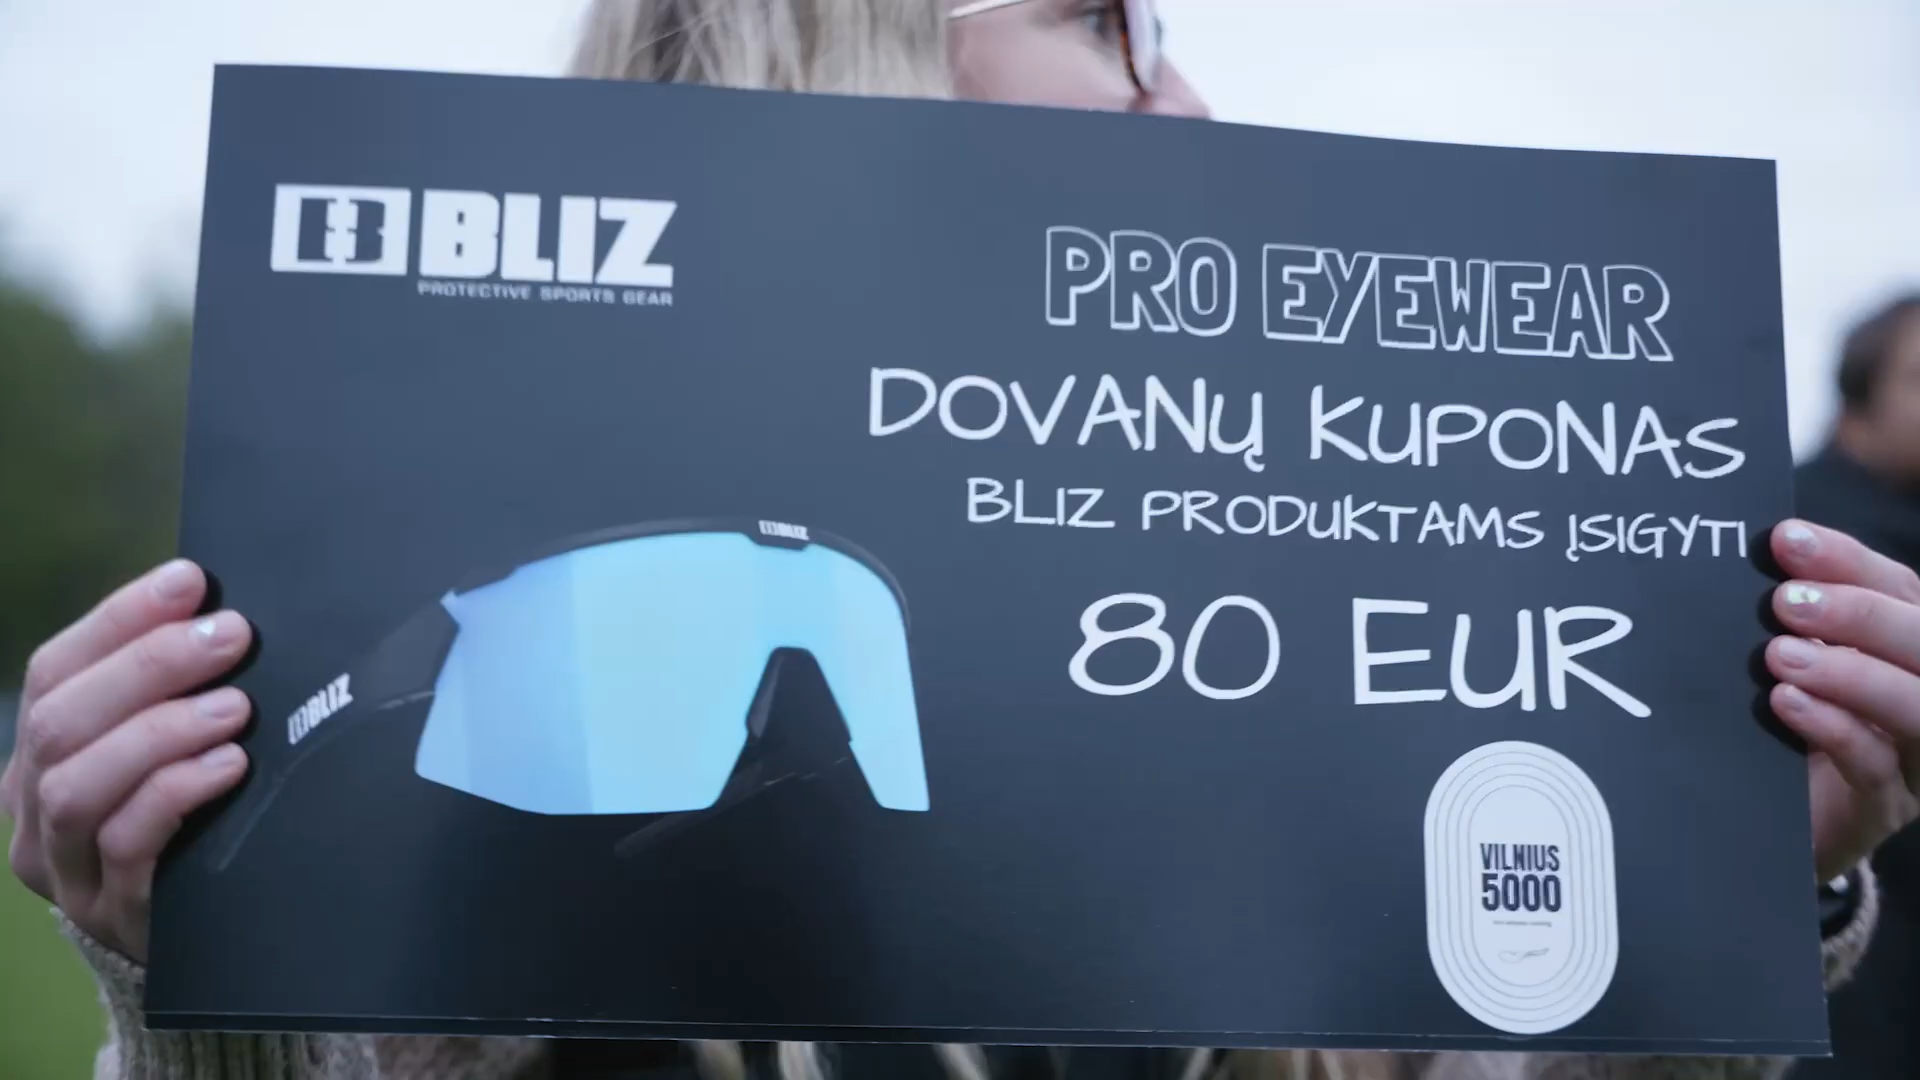 BLIZ
PROTECTIVE SPORTS GEAR
PRO EYEWEAR
DOVANŲ KUPONAS
BLIZ PRODUKTAMS ĮSIGYTI
80 EUR
BLIZ
BLIZ
VILNIUS
5000